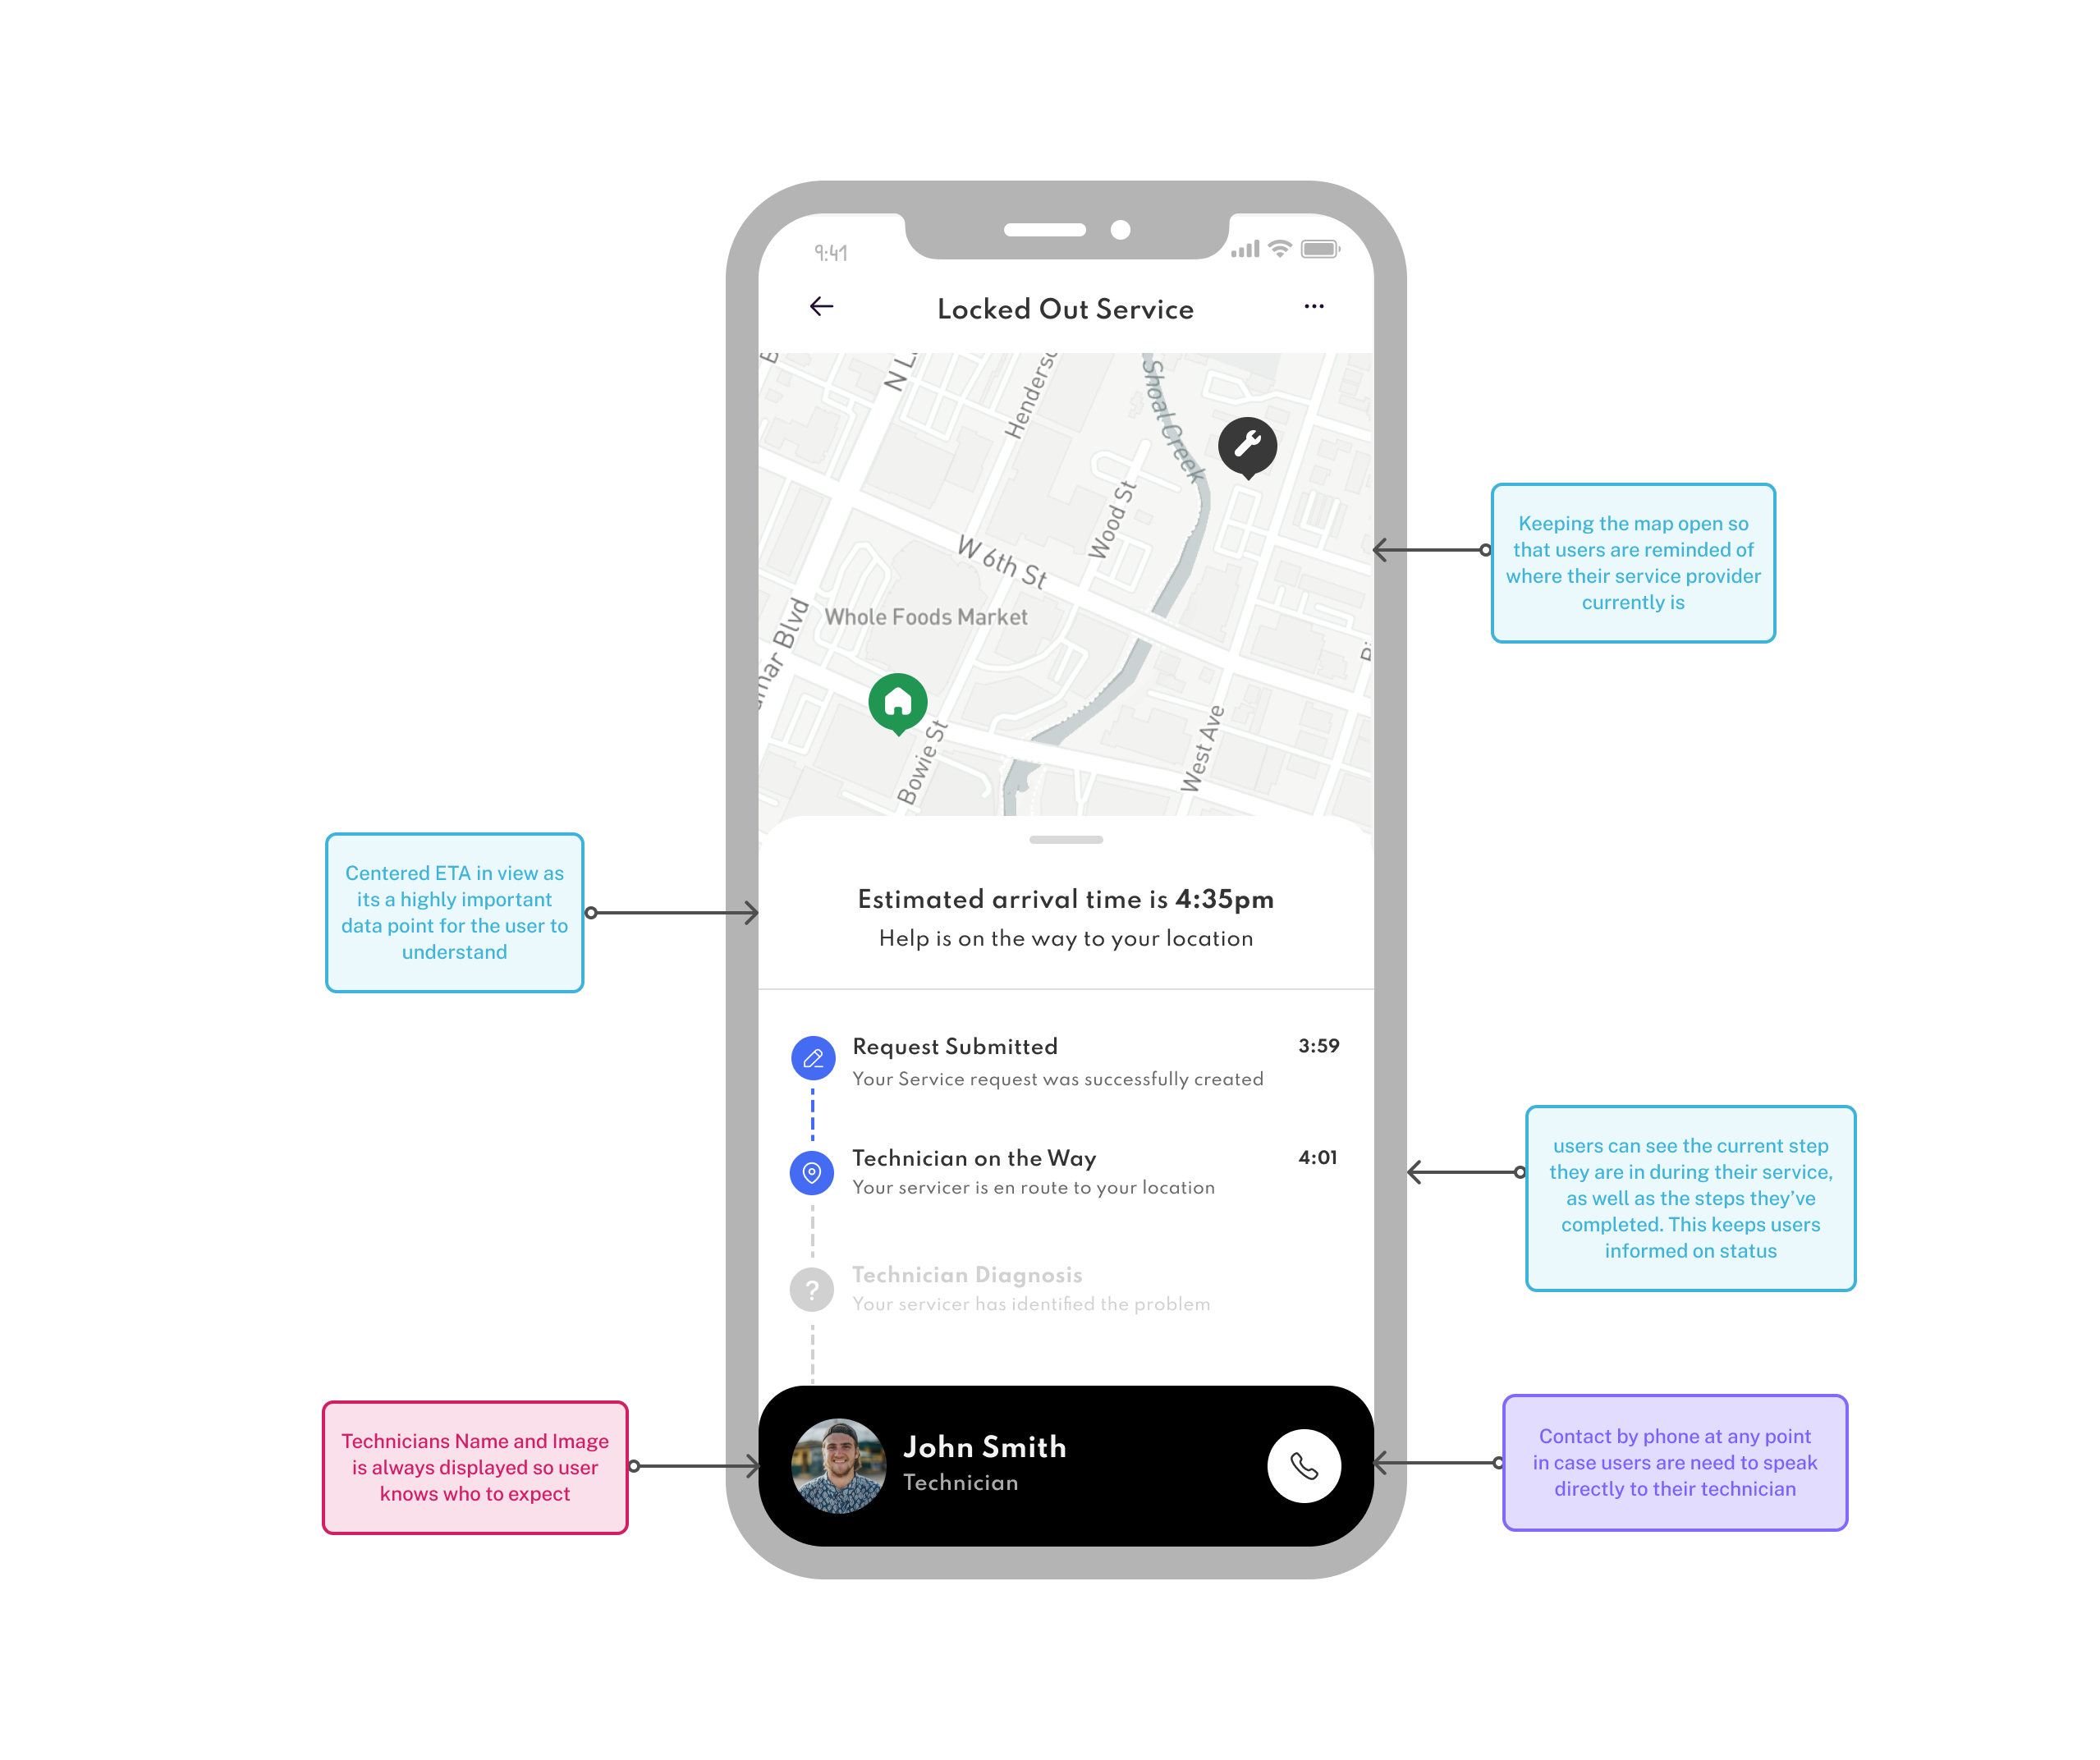 9:41
Locked Out Service
N L
Henderso
Shoal Creek
Wood St
W 6th St
Whole Foods Market
mar Blvd
Bowie St
West Ave
Keeping the map open so
that users are reminded of
where their service provider
currently is
Centered ETA in view as
its a highly important
data point for the user to
understand
Estimated arrival time is 4:35pm
Help is on the way to your location
Request Submitted
3:59
Your Service request was successfully created
Technician on the Way
4:01
Your servicer is en route to your location
users can see the current step
they are in during their service,
as well as the steps they've
completed. This keeps users
informed on status
?
Technician Diagnosis
Your servicer has identified the problem
Technicians Name and Image
is always displayed so user
knows who to expect
John Smith
Technician
Contact by phone at any point
in case users are need to speak
directly to their technician